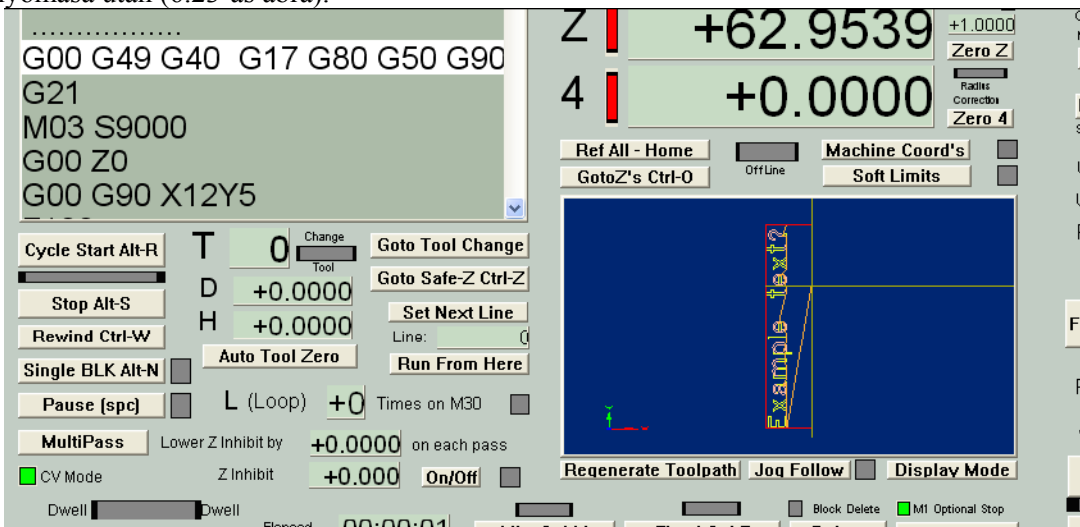 ................
G00 G49 G40 G17 G80 G50 G90
G21
M03 S9000
G00 Z0
G00 G90 X12Y5
Z +62.9539 +1.0000
Zero Z
4 +0.0000 Radius Correction
Zero 4
Ref All - Home OffLine Machine Coord's
GotoZ's Ctrl-O Soft Limits
Example text?
Cycle Start Alt-R T 0 Change Tool Goto Tool Change
D +0.0000 Goto Safe-Z Ctrl-Z
Stop Alt-S Set Next Line
H +0.0000 Line: 0
Rewind Ctrl-W
Auto Tool Zero Run From Here
Single BLK Alt-N
Pause (spc) L (Loop) +0 Times on M30
MultiPass Lower Z Inhibit by +0.0000 on each pass
CV Mode Z Inhibit +0.000 On/Off
Regenerate Toolpath Jog Follow Display Mode
Dwell Dwell Block Delete M1 Optional Stop
Elapsed 00:00:01